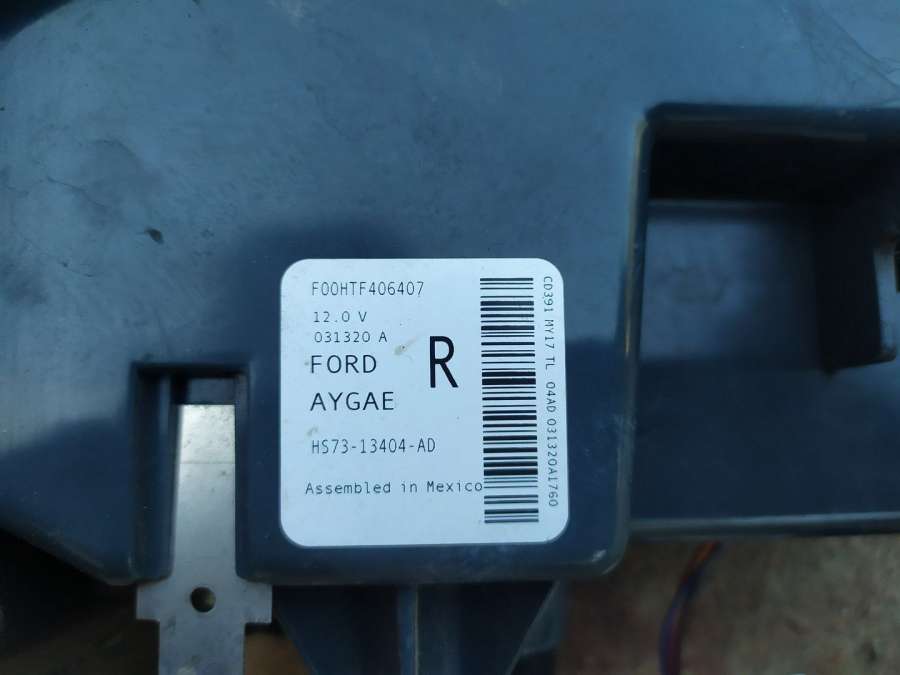 F00HTF406407
12.0 V
031320 A
FORD
R
AYGAE
HS73-13404-AD
Assembled in Mexico
CD391 MY17 TL 04AD 031320A1760